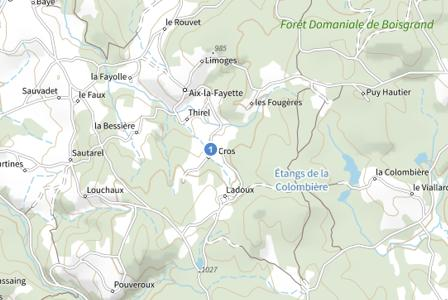 Baye
le Rouvet
Forêt Domaniale de Boisgrand
985
Limoges
la Fayolle
Sauvadet
le Faux
Aix-la-Fayette
les Fougères
Puy Hautier
Thirel
la Bessière
1
Cros
Sautarel
Étangs de la
Colombière
la Colombière
Louchaux
Ladoux
le Viallard
1027
Pouveroux